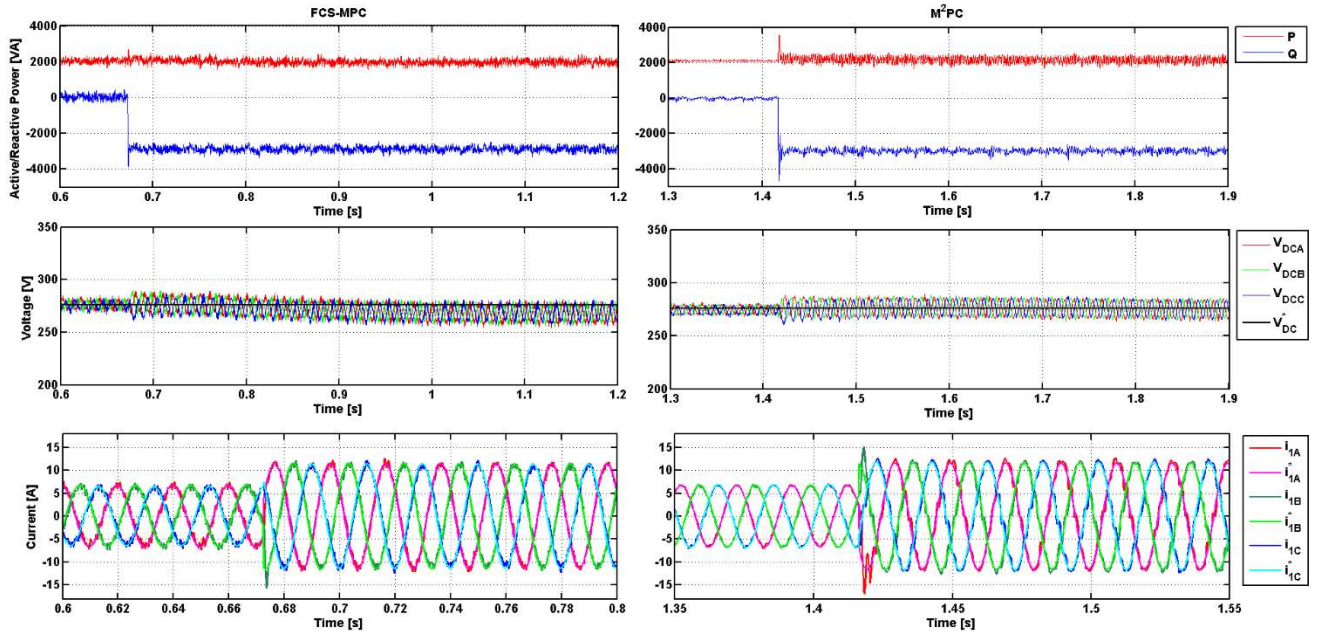 FCS-MPC
M²PC
Active/Reactive Power [VA]
4000
2000
0
-2000
-4000
0.6 0.7 0.8 0.9 1 1.1 1.2
Time [s]
4000
2000
0
-2000
-4000
1.3 1.4 1.5 1.6 1.7 1.8 1.9
Time [s]
P
Q
Voltage [V]
350
300
250
200
0.6 0.7 0.8 0.9 1 1.1 1.2
Time [s]
350
300
250
200
1.3 1.4 1.5 1.6 1.7 1.8 1.9
Time [s]
V_DCA
V_DCB
V_DCC
V*_DC
Current [A]
15
10
5
0
-5
-10
-15
0.6 0.62 0.64 0.66 0.68 0.7 0.72 0.74 0.76 0.78 0.8
Time [s]
15
10
5
0
-5
-10
-15
1.35 1.4 1.45 1.5 1.55
Time [s]
i_1A
i*_1A
i_1B
i*_1B
i_1C
i*_1C